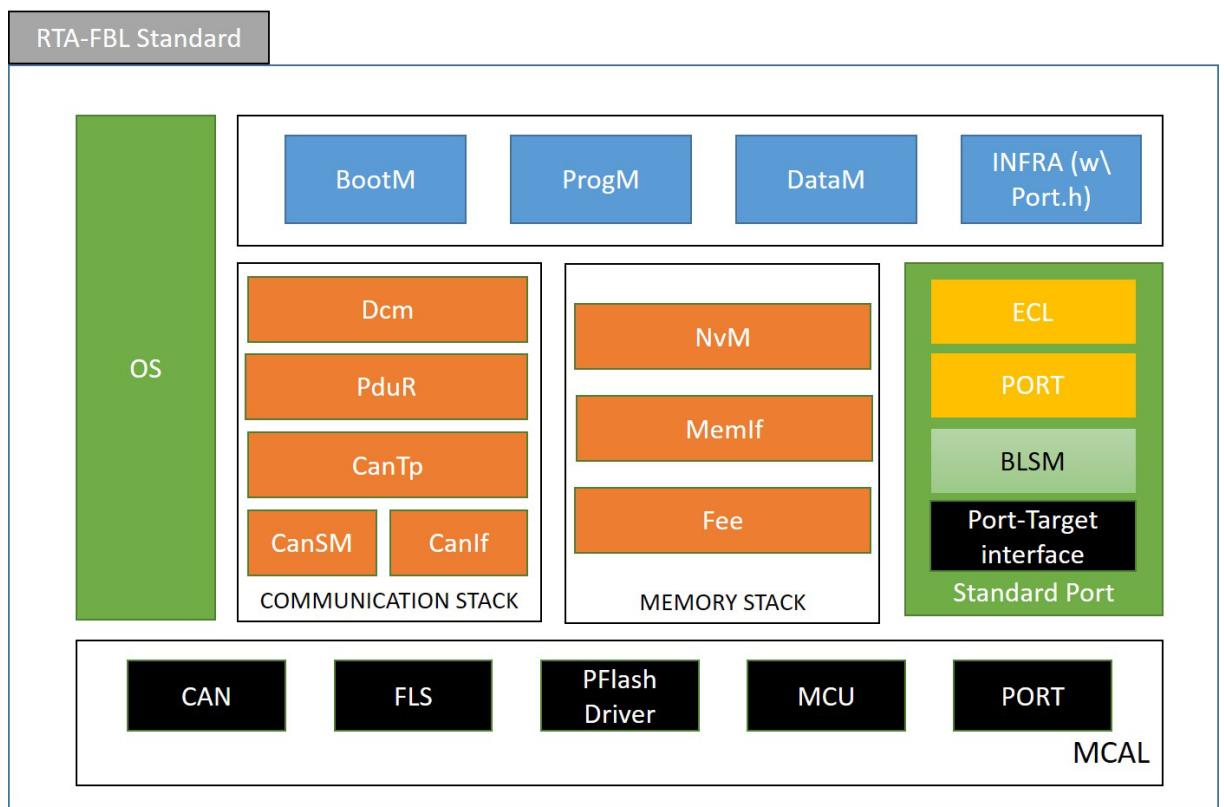 RTA-FBL Standard
OS
BootM
ProgM
DataM
INFRA (w\
Port.h)
Dcm
PduR
CanTp
CanSM
CanIf
COMMUNICATION STACK
NvM
MemIf
Fee
MEMORY STACK
ECL
PORT
BLSM
Port-Target
interface
Standard Port
CAN
FLS
PFlash
Driver
MCU
PORT
MCAL